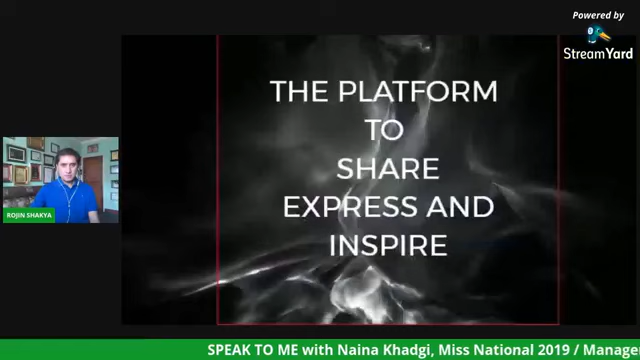 Powered by
StreamYard
THE PLATFORM
TO
SHARE
EXPRESS AND
INSPIRE
ROJIN SHAKYA
SPEAK TO ME with Naina Khadgi, Miss National 2019 / Manage